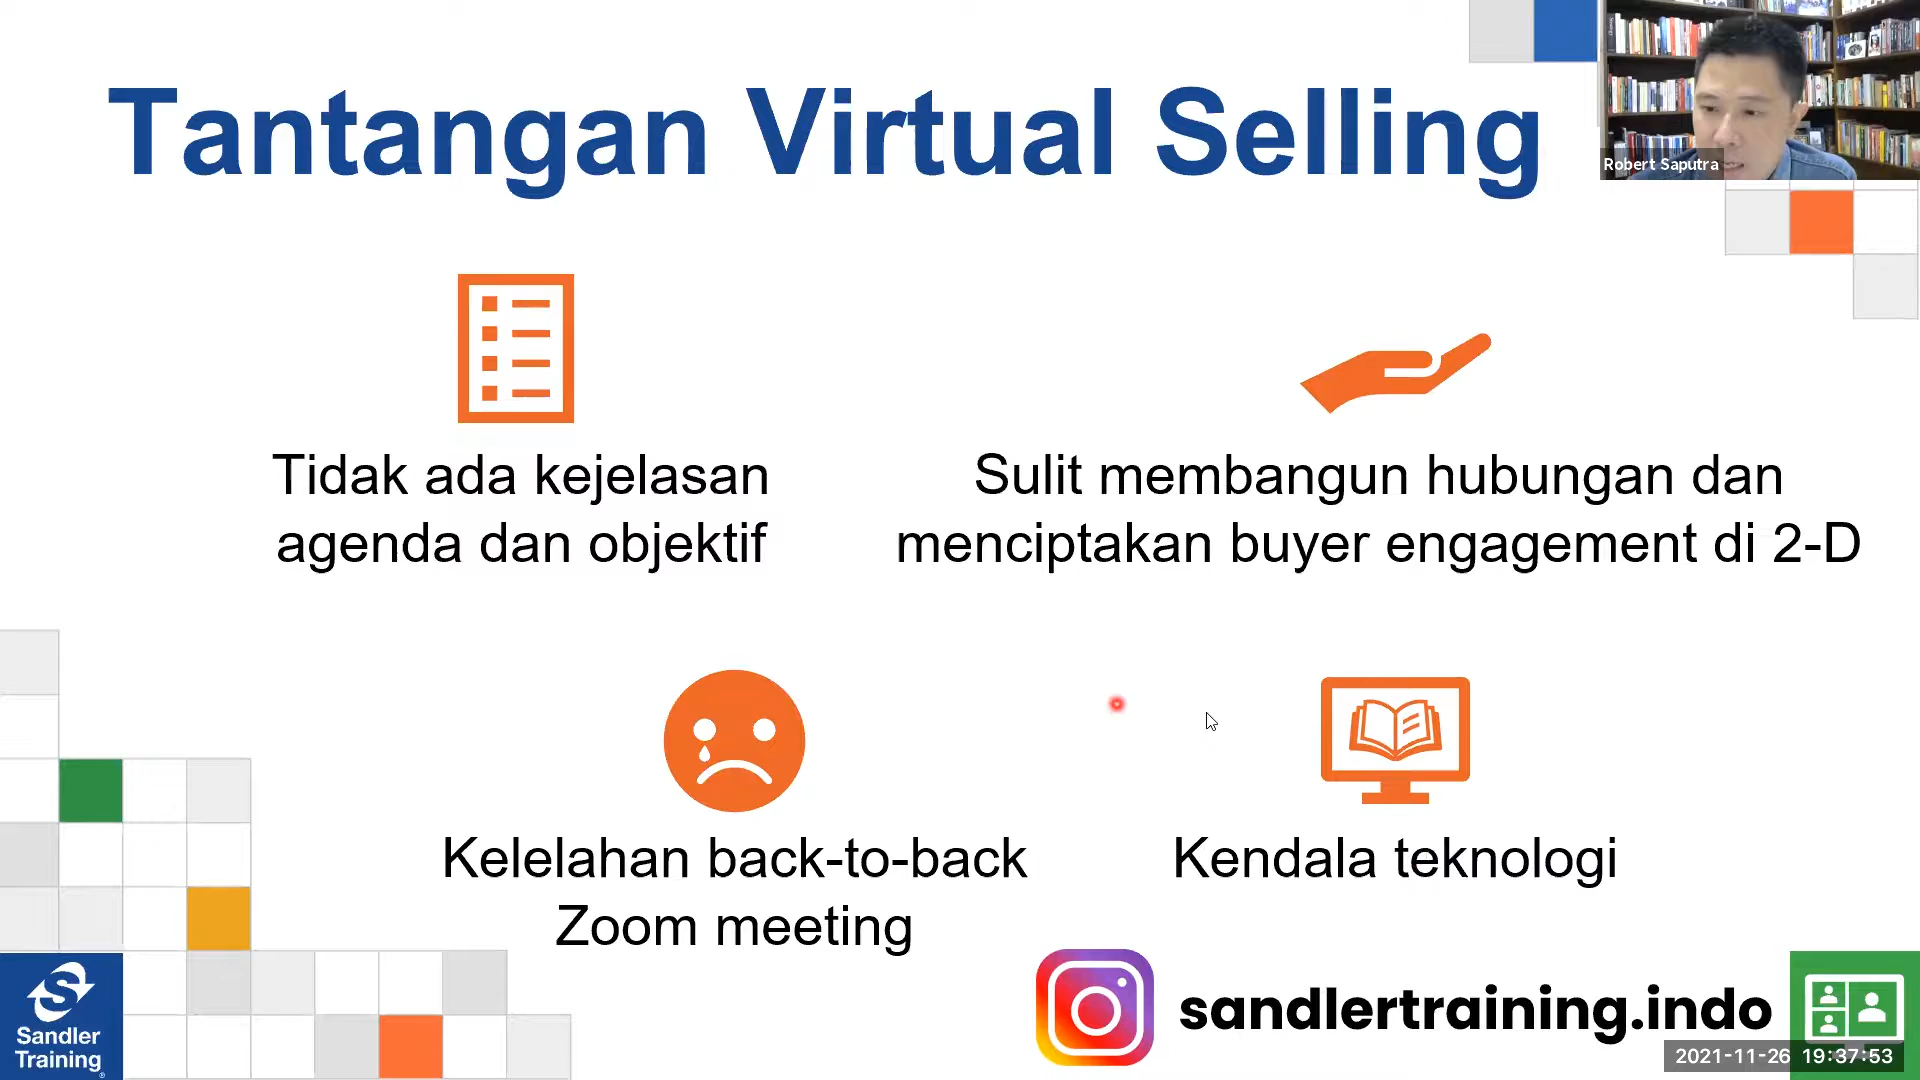 Tantangan Virtual Selling
Robert Saputra
Tidak ada kejelasan
agenda dan objektif
Sulit membangun hubungan dan
menciptakan buyer engagement di 2-D
Kelelahan back-to-back
Zoom meeting
Kendala teknologi
Sandler
Training
sandlertraining.indo
2021-11-26 19:37:53